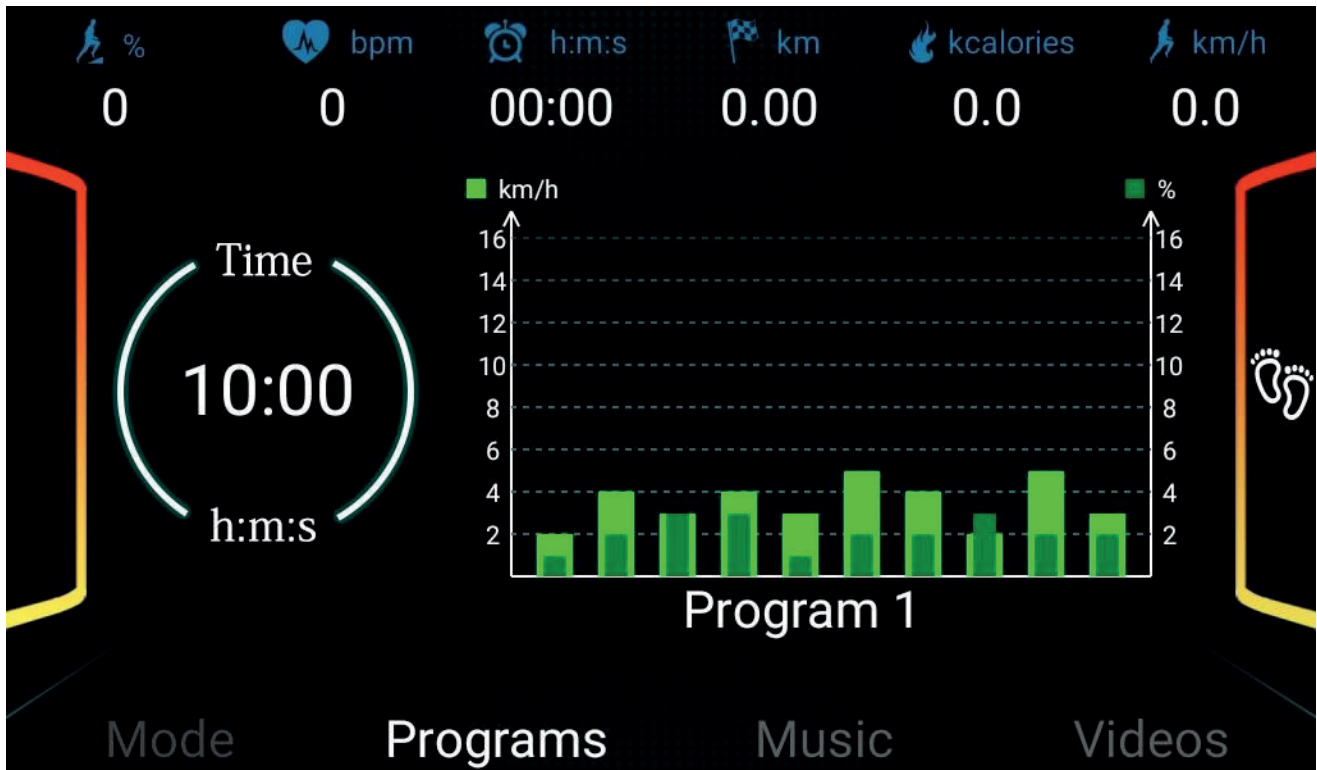 % bpm h:m:s km kcalories km/h
0 0 00:00 0.00 0.0 0.0
km/h %
16 16
14 14
12 12
10 10
8 8
6 6
4 4
2 2
Time
10:00
h:m:s
Program 1
Mode Programs Music Videos